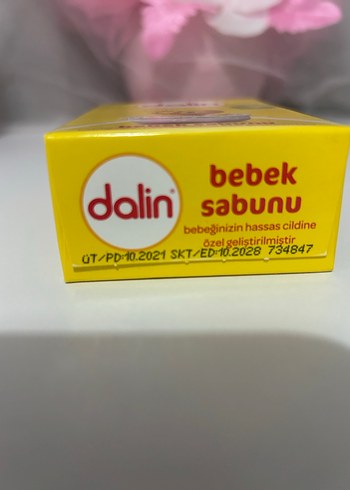 dalin
bebek
sabunu
bebeğinizin hassas cildine
özel geliştirilmiştir
ÜT/PD:10.2021 SKT/ED:10.2028 734847